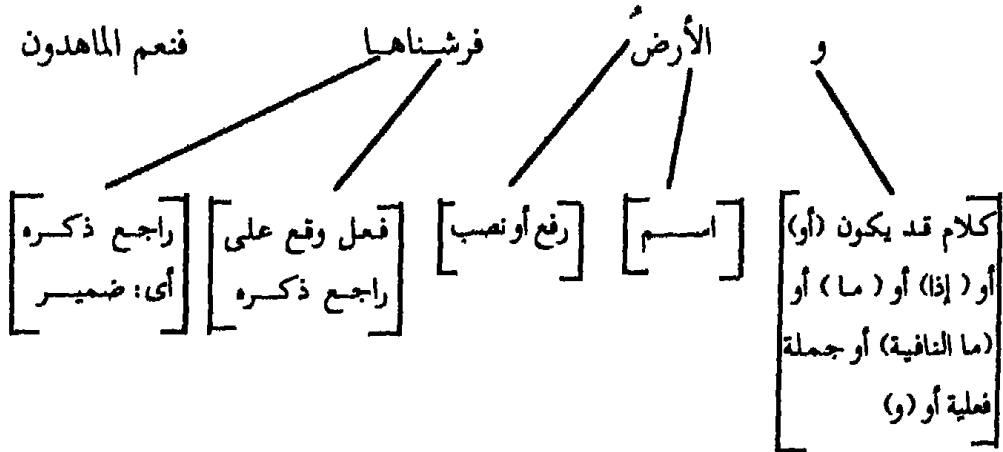 و الأرضُ فرشناها فنعم الماهدون
[كلام قد يكون (أو)
أو (إذا) أو (ما) أو
(ما النافية) أو جملة
فعلية أو (و)]
[اسم]
[رفع أو نصب]
[فعل وقع على
راجع ذكره]
[راجع ذكره
أى: ضمير]